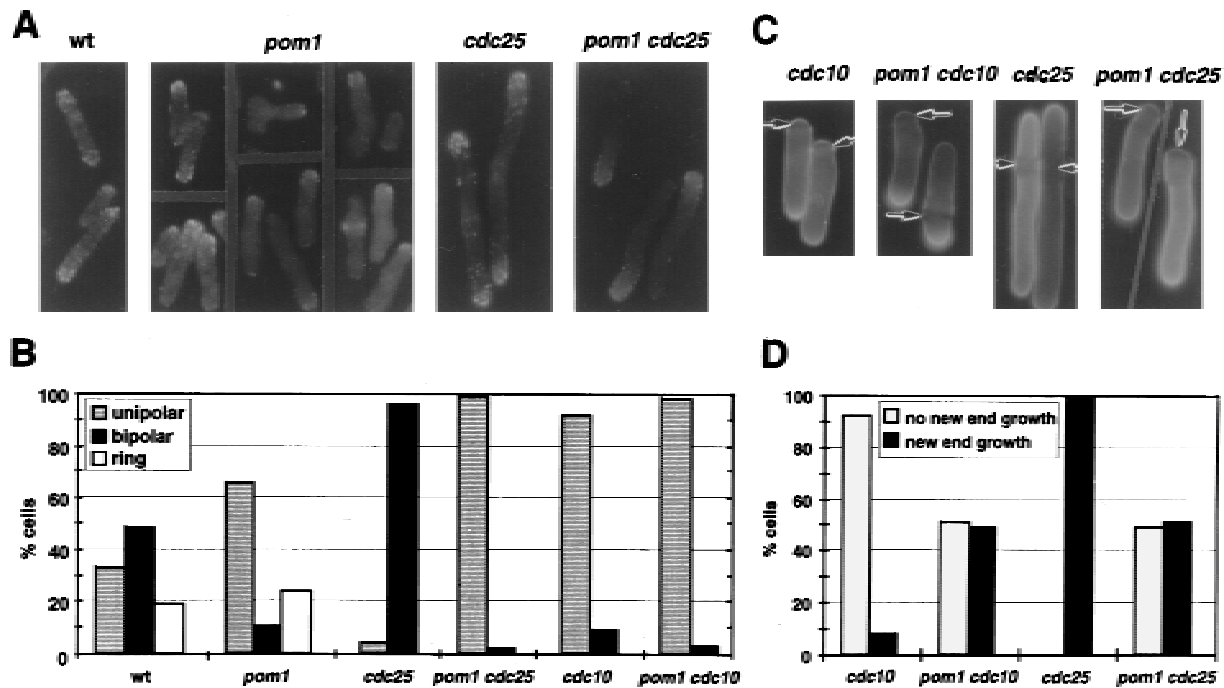 A
wt
pom1
cdc25
pom1 cdc25
C
cdc10
pom1 cdc10
cdc25
pom1 cdc25
B
100
80
60
40
20
0
% cells
unipolar
bipolar
ring
wt
pom1
cdc25
pom1 cdc25
cdc10
pom1 cdc10
D
100
80
60
40
20
0
% cells
no new end growth
new end growth
cdc10
pom1 cdc10
cdc25
pom1 cdc25